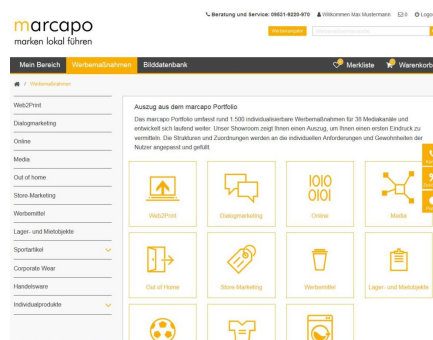 Beratung und Service: 09531-9220-970 Willkommen Max Mustermann 0 Logo
marcapo
marken lokal führen
Mein Bereich Werbemaßnahmen Bilddatenbank Merkliste Warenkorb
/ Werbemaßnahmen
Web2Print
Dialogmarketing
Online
Media
Out of home
Store-Marketing
Werbemittel
Lager- und Mietobjekte
Sportartikel
Corporate Wear
Handelsware
Individualprodukte
Auszug aus dem marcapo Portfolio
Das marcapo Portfolio umfasst rund 1.500 individualisierbare Werbemaßnahmen für 38 Mediakanäle und
entwickelt sich laufend weiter. Unser Showroom zeigt Ihnen einen Auszug, um Ihnen einen ersten Eindruck zu
vermitteln. Die Strukturen und Zuordnungen werden an die individuellen Anforderungen und Gewohnheiten der
Nutzer angepasst und gefüllt.
Web2Print Dialogmarketing Online Media
Out of Home Store-Marketing Werbemittel Lager- und Mietobjekte